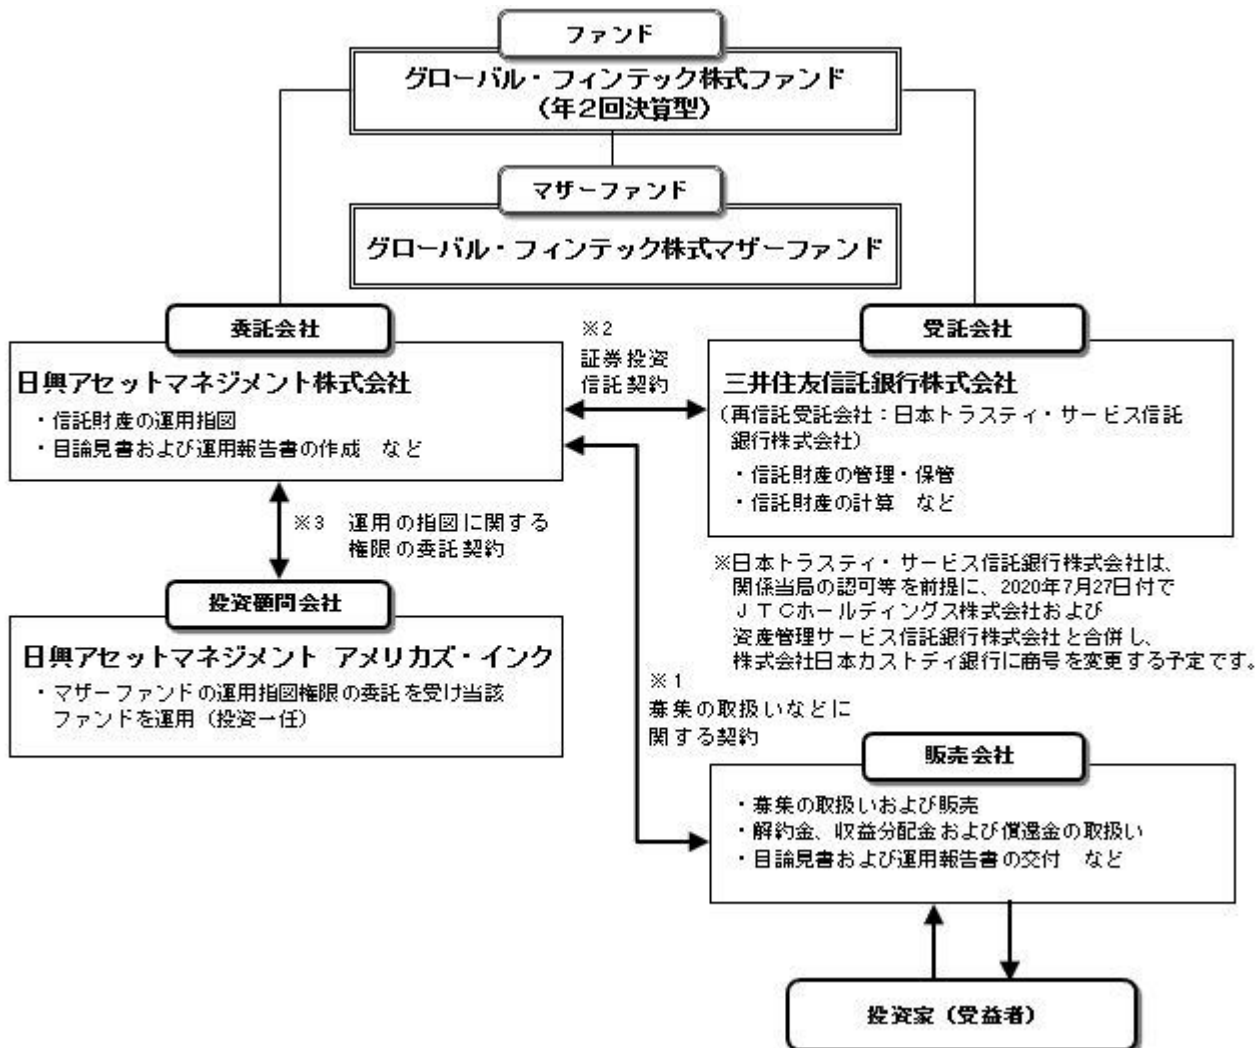 ファンド
グローバル・フィンテック株式ファンド
（年２回決算型）
マザーファンド
グローバル・フィンテック株式マザーファンド
委託会社
日興アセットマネジメント株式会社
・信託財産の運用指図
・目論見書および運用報告書の作成　など
※2
証券投資
信託契約
受託会社
三井住友信託銀行株式会社
（再信託受託会社：日本トラスティ・サービス信託
銀行株式会社）
・信託財産の管理・保管
・信託財産の計算　など
※3　運用の指図に関する
権限の委託契約
※日本トラスティ・サービス信託銀行株式会社は、
関係当局の認可等を前提に、2020年7月27日付で
ＪＴＣホールディングス株式会社および
資産管理サービス信託銀行株式会社と合併し、
株式会社日本カストディ銀行に商号を変更する予定です。
投資顧問会社
日興アセットマネジメント アメリカズ・インク
・マザーファンドの運用指図権限の委託を受け当該
ファンドを運用（投資一任）
※1
募集の取扱いなどに
関する契約
販売会社
・募集の取扱いおよび販売
・解約金、収益分配金および償還金の取扱い
・目論見書および運用報告書の交付　など
投資家（受益者）